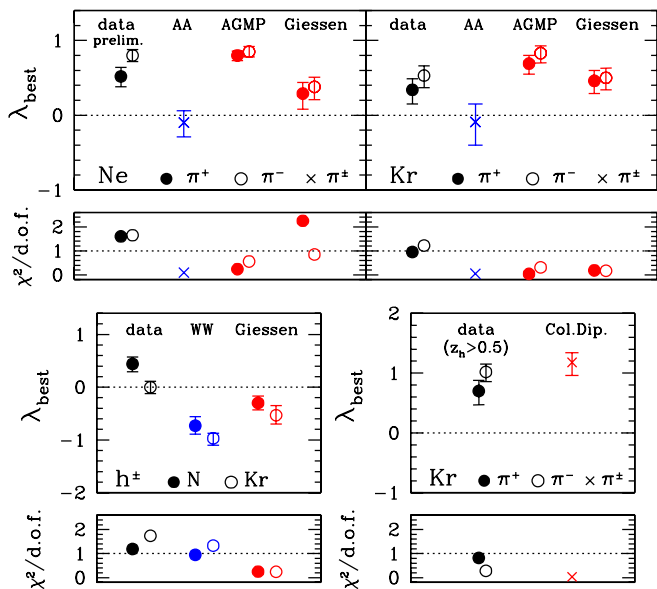 data AA AGMP Giessen data AA AGMP Giessen
prelim.
1
λbest
0
−1
Ne π⁺ π⁻ π± Kr π⁺ π⁻ π±
χ²/d.o.f.
2
1
0
data WW Giessen
2
1
λbest
0
−1
−2
h± N Kr
χ²/d.o.f.
2
1
0
data Col.Dip.
(zh>0.5)
2
1
λbest
0
−1
Kr π⁺ π⁻ π±
χ²/d.o.f.
2
1
0